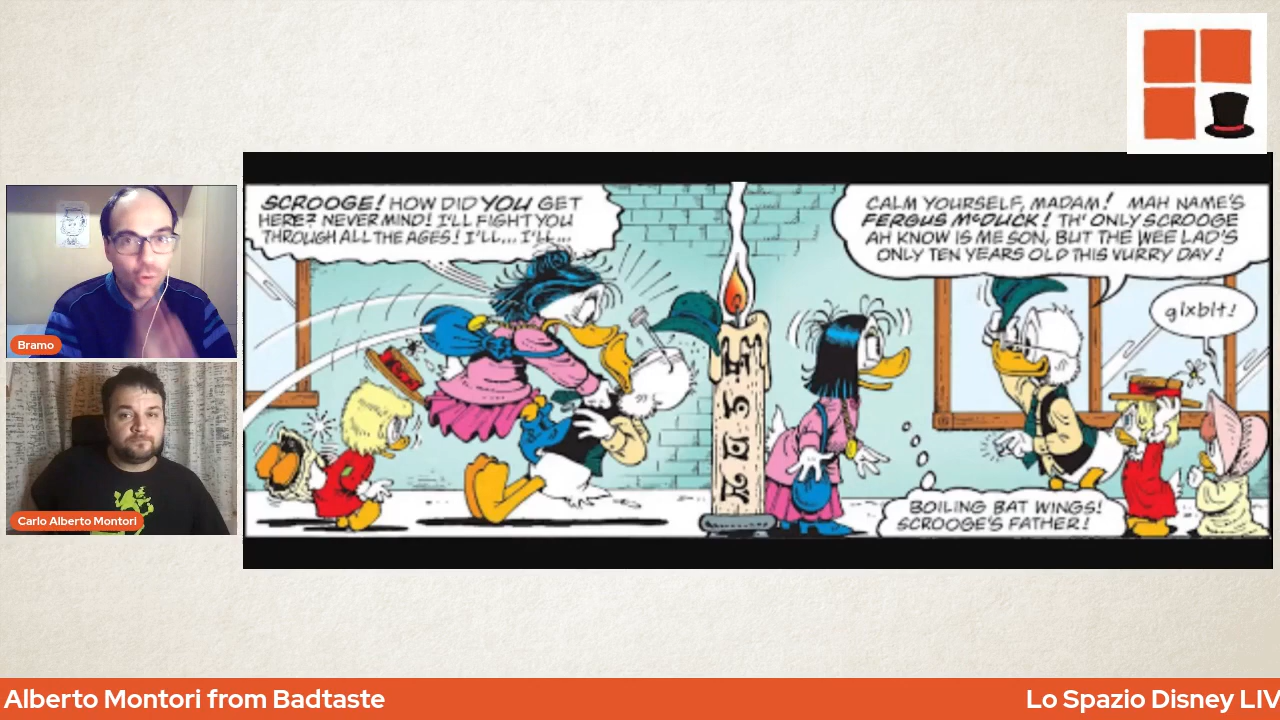 SCROOGE! HOW DID YOU GET
HERE? NEVER MIND! I'LL FIGHT YOU
THROUGH ALL THE AGES! I'LL... I'LL...
CALM YOURSELF, MADAM! MAH NAME'S
FERGUS McDUCK! TH' ONLY SCROOGE
AH KNOW IS ME SON, BUT THE WEE LAD'S
ONLY TEN YEARS OLD THIS VURRY DAY!
glxblt!
BOILING BAT WINGS!
SCROOGE'S FATHER!
Bramo
Carlo Alberto Montori
Alberto Montori from Badtaste
Lo Spazio Disney LIV